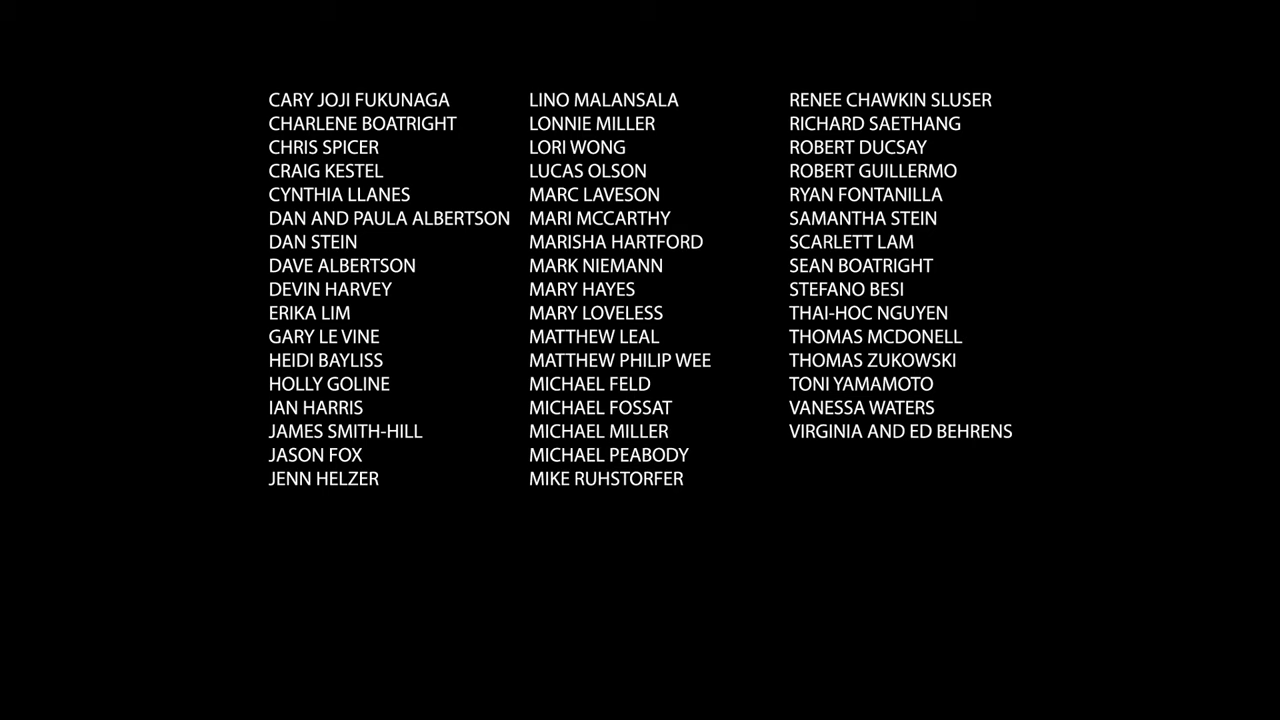 CARY JOJI FUKUNAGA
CHARLENE BOATRIGHT
CHRIS SPICER
CRAIG KESTEL
CYNTHIA LLANES
DAN AND PAULA ALBERTSON
DAN STEIN
DAVE ALBERTSON
DEVIN HARVEY
ERIKA LIM
GARY LE VINE
HEIDI BAYLISS
HOLLY GOLINE
IAN HARRIS
JAMES SMITH-HILL
JASON FOX
JENN HELZER
LINO MALANSALA
LONNIE MILLER
LORI WONG
LUCAS OLSON
MARC LAVESON
MARI MCCARTHY
MARISHA HARTFORD
MARK NIEMANN
MARY HAYES
MARY LOVELESS
MATTHEW LEAL
MATTHEW PHILIP WEE
MICHAEL FELD
MICHAEL FOSSAT
MICHAEL MILLER
MICHAEL PEABODY
MIKE RUHSTORFER
RENEE CHAWKIN SLUSER
RICHARD SAETHANG
ROBERT DUCSAY
ROBERT GUILLERMO
RYAN FONTANILLA
SAMANTHA STEIN
SCARLETT LAM
SEAN BOATRIGHT
STEFANO BESI
THAI-HOC NGUYEN
THOMAS MCDONELL
THOMAS ZUKOWSKI
TONI YAMAMOTO
VANESSA WATERS
VIRGINIA AND ED BEHRENS